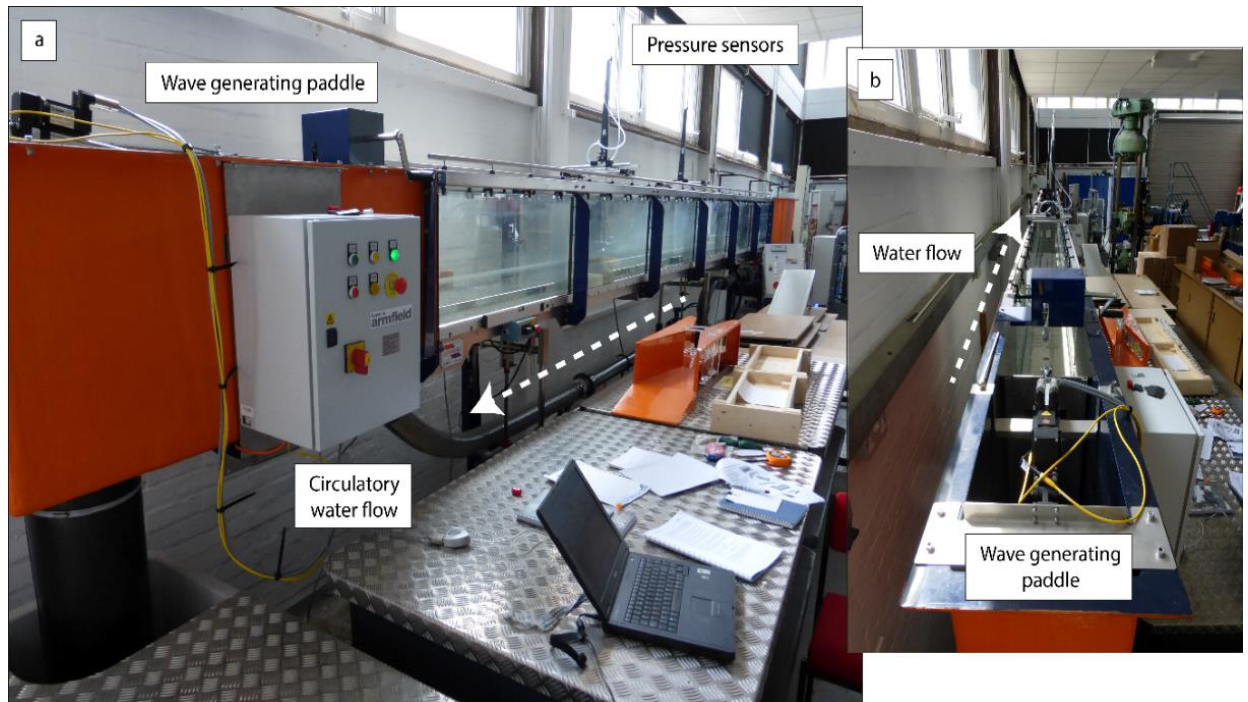 a
Pressure sensors
b
Wave generating paddle
Water flow
armfield
Circulatory
water flow
Wave generating
paddle